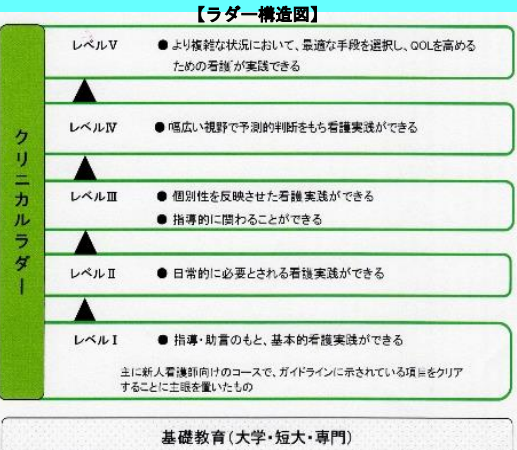 【ラダー構造図】
クリニカルラダー
レベルⅤ ● より複雑な状況において、最適な手段を選択し、QOLを高める
ための看護が実践できる
レベルⅣ ● 幅広い視野で予測的判断をもち看護実践ができる
レベルⅢ ● 個別性を反映させた看護実践ができる
● 指導的に関わることができる
レベルⅡ ● 日常的に必要とされる看護実践ができる
レベルⅠ ● 指導・助言のもと、基本的看護実践ができる
主に新人看護師向けのコースで、ガイドラインに示されている項目をクリア
することに主眼を置いたもの
基礎教育(大学・短大・専門)